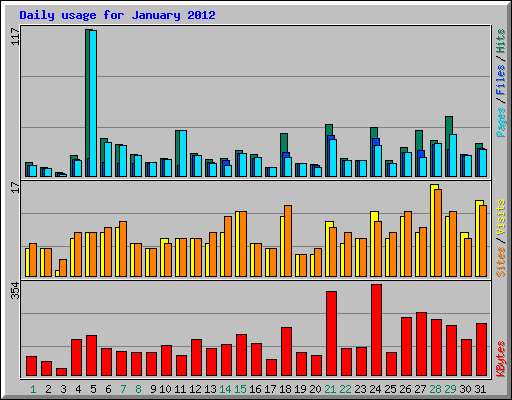 Daily usage for January 2012
117
Pages / Files / Hits
17
Sites / Visits
354
KBytes
1 2 3 4 5 6 7 8 9 10 11 12 13 14 15 16 17 18 19 20 21 22 23 24 25 26 27 28 29 30 31